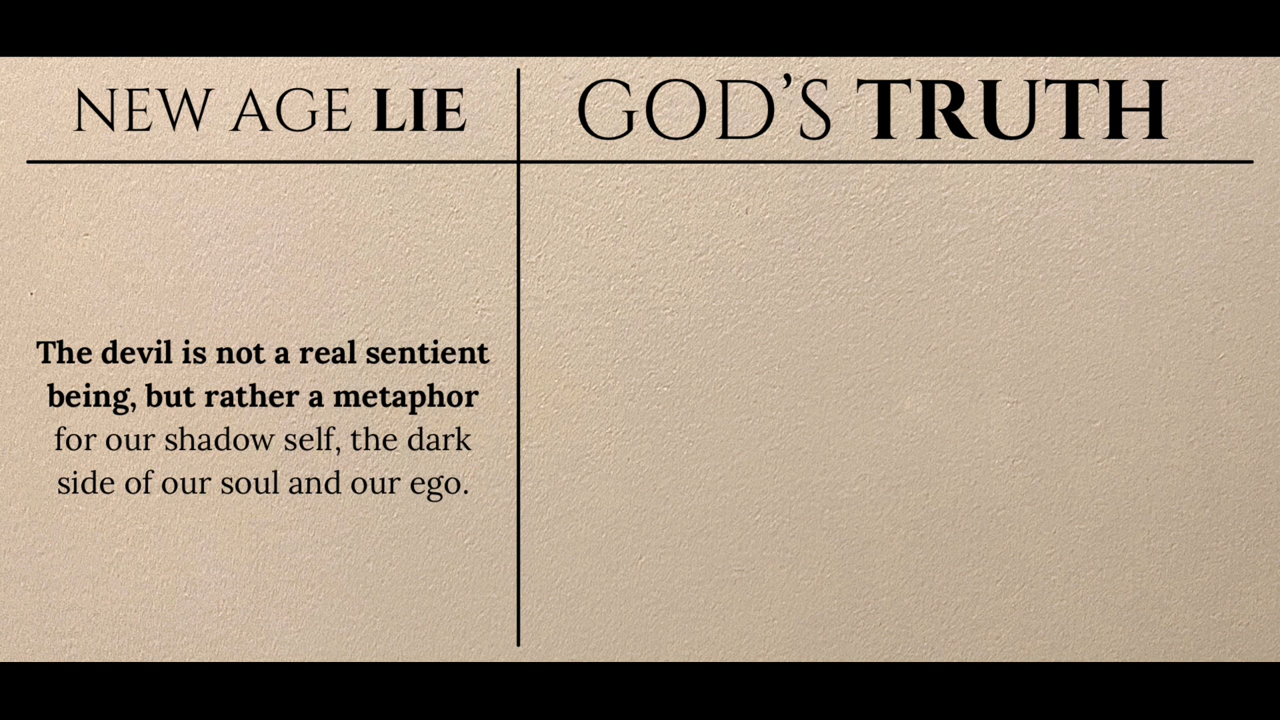 NEW AGE LIE
GOD’S TRUTH
The devil is not a real sentient
being, but rather a metaphor
for our shadow self, the dark
side of our soul and our ego.